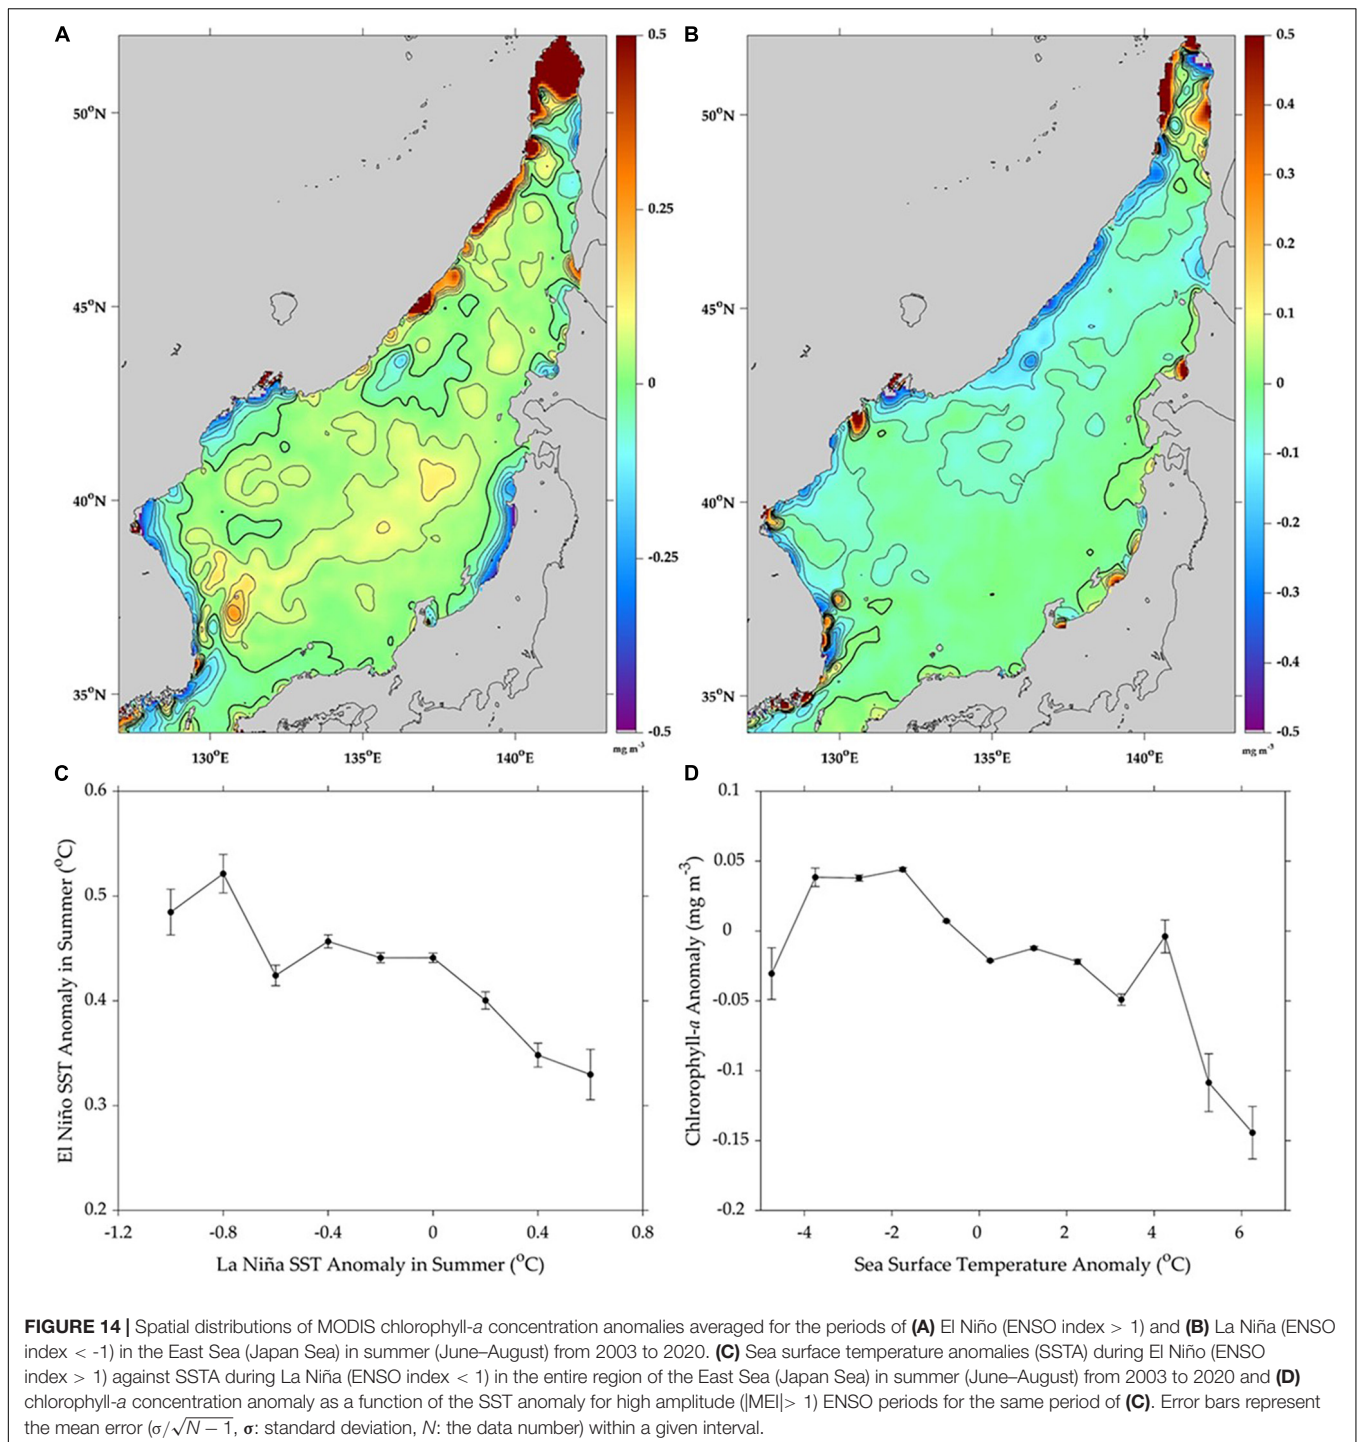 A
B
50°N
45°N
40°N
35°N
130°E
135°E
140°E
0.5
0.25
0
-0.25
-0.5
mg m-3
50°N
45°N
40°N
35°N
130°E
135°E
140°E
0.5
0.4
0.3
0.2
0.1
0
-0.1
-0.2
-0.3
-0.4
-0.5
mg m-3
C
0.6
0.5
0.4
0.3
0.2
El Niño SST Anomaly in Summer (°C)
-1.2 -0.8 -0.4 0 0.4 0.8
La Niña SST Anomaly in Summer (°C)
D
0.1
0.05
0
-0.05
-0.1
-0.15
-0.2
Chlrorophyll-a Anomaly (mg m-3)
-4 -2 0 2 4 6
Sea Surface Temperature Anomaly (°C)
FIGURE 14 | Spatial distributions of MODIS chlorophyll-a concentration anomalies averaged for the periods of (A) El Niño (ENSO index > 1) and (B) La Niña (ENSO
index < -1) in the East Sea (Japan Sea) in summer (June–August) from 2003 to 2020. (C) Sea surface temperature anomalies (SSTA) during El Niño (ENSO
index > 1) against SSTA during La Niña (ENSO index < 1) in the entire region of the East Sea (Japan Sea) in summer (June–August) from 2003 to 2020 and (D)
chlorophyll-a concentration anomaly as a function of the SST anomaly for high amplitude (|MEI|> 1) ENSO periods for the same period of (C). Error bars represent
the mean error (σ/√N − 1, σ: standard deviation, N: the data number) within a given interval.